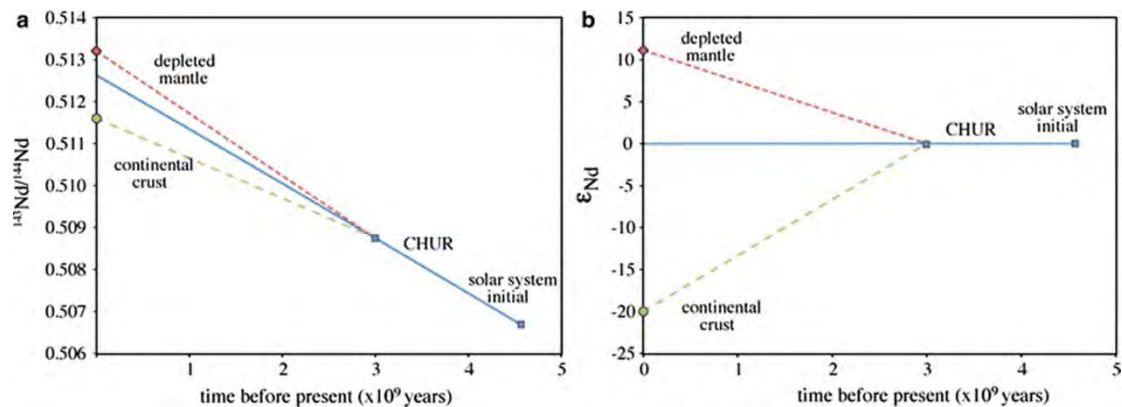 a
0.514
0.513
0.512
0.511
0.510
0.509
0.508
0.507
0.506
depleted
mantle
continental
crust
CHUR
solar system
initial
1
2
3
4
5
time before present (x10⁹ years)
b
15
10
5
0
-5
-10
-15
-20
-25
εNd
depleted
mantle
CHUR
solar system
initial
continental
crust
0
1
2
3
4
5
time before present (x10⁹ years)